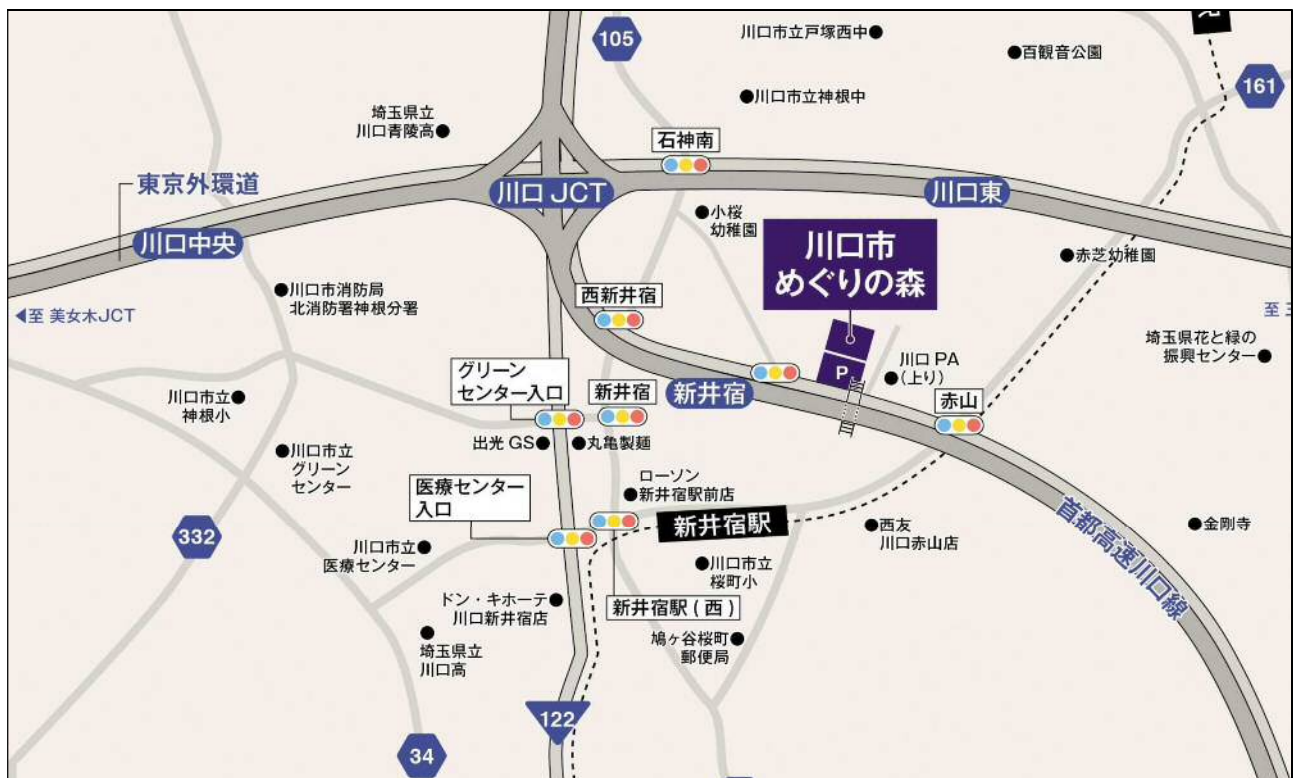 105
川口市立戸塚西中
百観音公園
161
川口市立神根中
埼玉県立
川口青陵高
石神南
東京外環道
川口 JCT
川口東
小桜
幼稚園
川口中央
川口市
めぐりの森
赤芝幼稚園
川口市消防局
北消防署神根分署
西新井宿
至 美女木JCT
至 三
埼玉県花と緑の
振興センター
川口 PA
(上り)
P
グリーン
センター入口
新井宿
新井宿
赤山
川口市立
神根小
出光 GS
丸亀製麺
川口市立
グリーン
センター
ローソン
新井宿駅前店
医療センター
入口
新井宿駅
332
川口市立
医療センター
西友
川口赤山店
首都高速川口線
金剛寺
川口市立
桜町小
ドン・キホーテ
川口新井宿店
新井宿駅 ( 西 )
埼玉県立
川口高
鳩ヶ谷桜町
郵便局
122
34